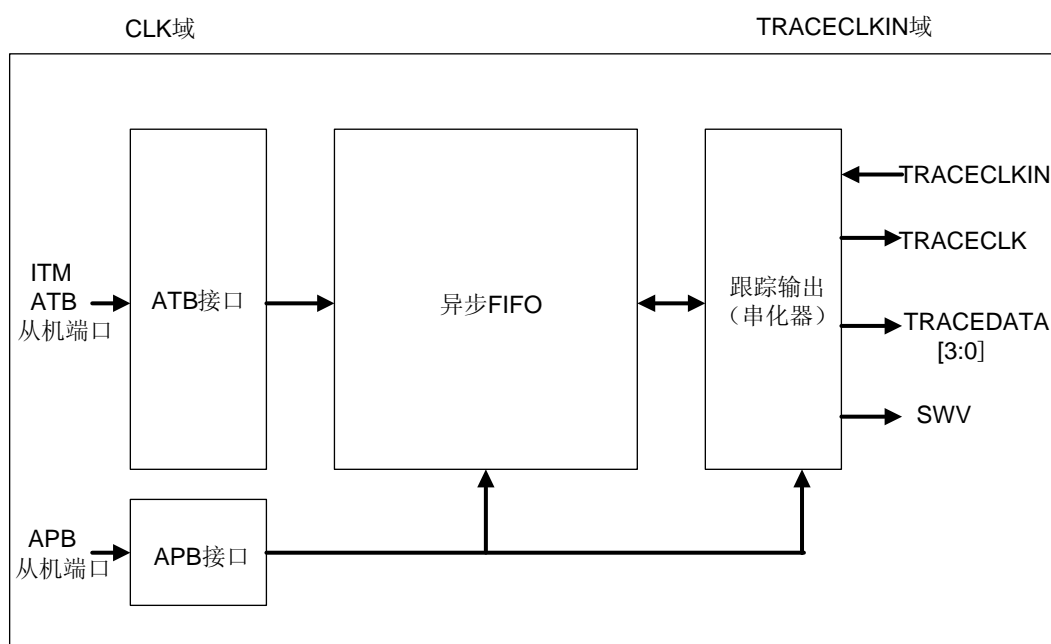 CLK域
TRACECLKIN域
ITM
ATB
从机端口
ATB接口
异步FIFO
跟踪输出
（串化器）
TRACECLKIN
TRACECLK
TRACEDATA
[3:0]
SWV
APB
从机端口
APB接口